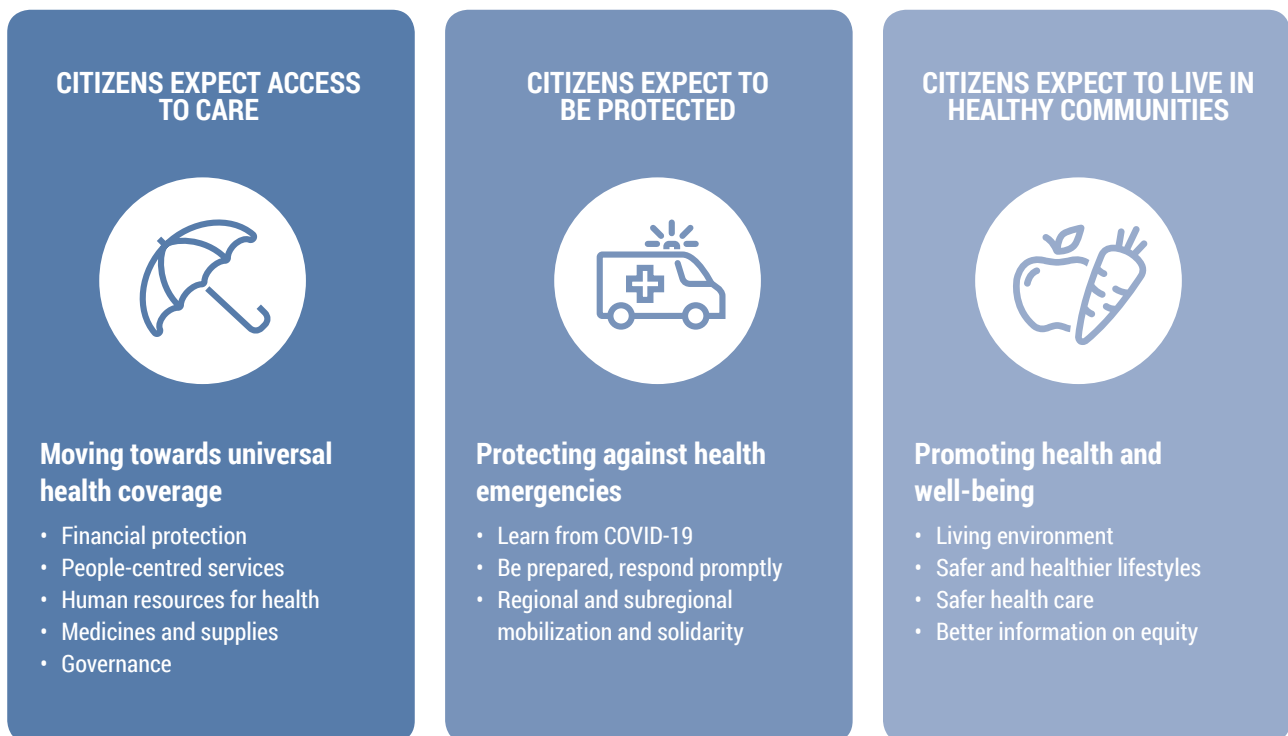 CITIZENS EXPECT ACCESS
TO CARE
Moving towards universal
health coverage
• Financial protection
• People-centred services
• Human resources for health
• Medicines and supplies
• Governance
CITIZENS EXPECT TO
BE PROTECTED
Protecting against health
emergencies
• Learn from COVID-19
• Be prepared, respond promptly
• Regional and subregional
mobilization and solidarity
CITIZENS EXPECT TO LIVE IN
HEALTHY COMMUNITIES
Promoting health and
well-being
• Living environment
• Safer and healthier lifestyles
• Safer health care
• Better information on equity